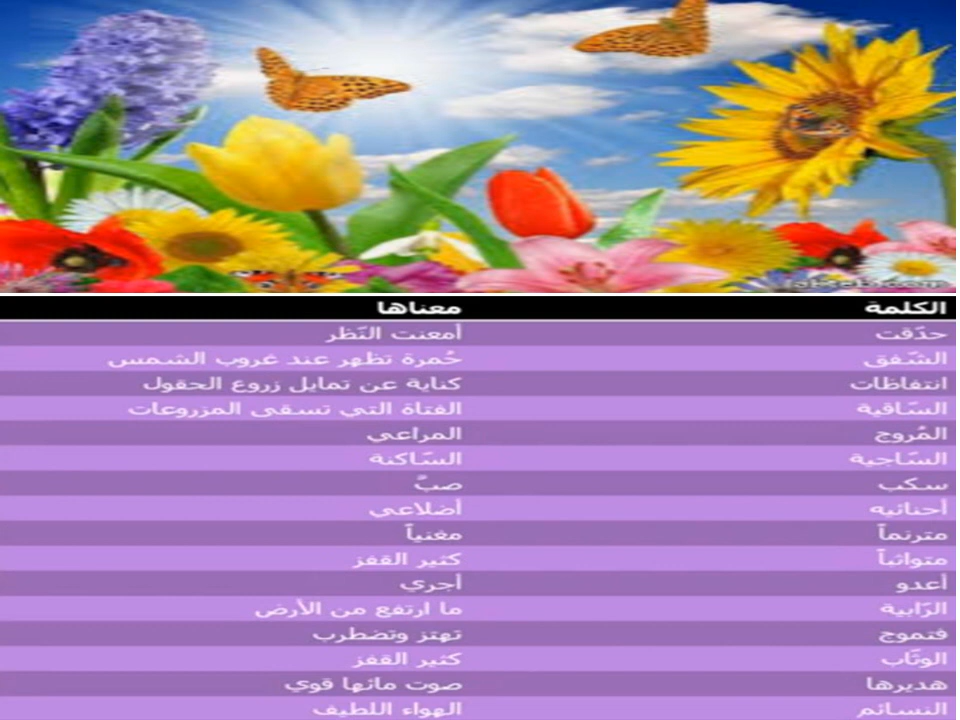 الكلمة معناها
حدّقت أمعنت النّظر
الشّفق حُمرة تظهر عند غروب الشمس
انتفاظات كناية عن تمايل زروع الحقول
السّاقية الفتاة التي تسقى المزروعات
المُروج المراعي
السّاجية السّاكنة
سكب صبّ
أحنائيه أضلاعي
مترنماً مغنياً
متواثباً كثير القفز
أعدو أجري
الرّابية ما ارتفع من الأرض
فتموج تهتز وتضطرب
الوثّاب كثير القفز
هديرها صوت مائها قوي
النسائم الهواء اللطيف